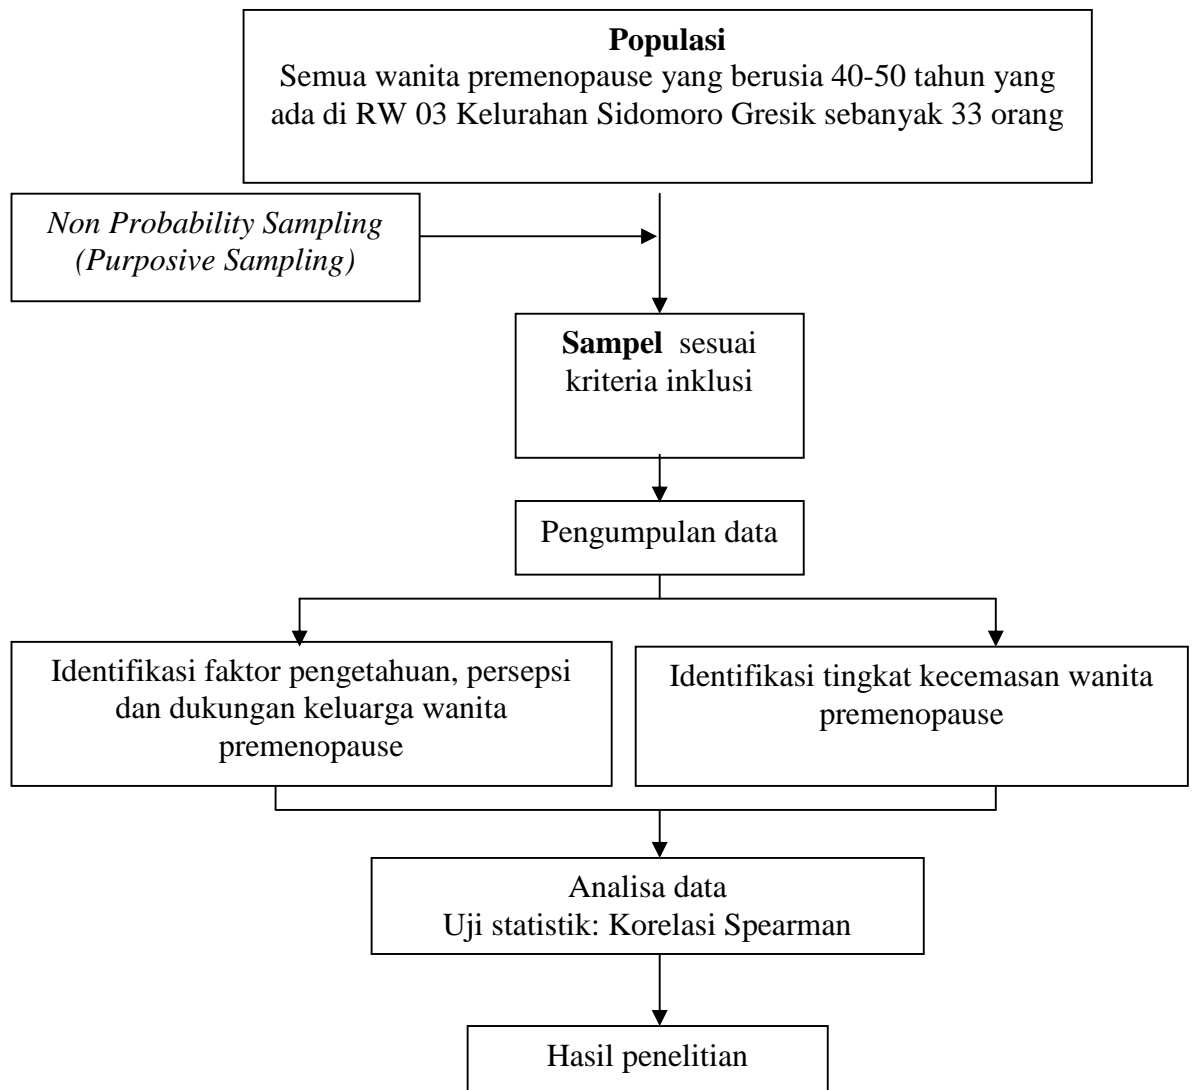 Populasi
Semua wanita premenopause yang berusia 40-50 tahun yang
ada di RW 03 Kelurahan Sidomoro Gresik sebanyak 33 orang
Non Probability Sampling
(Purposive Sampling)
Sampel sesuai
kriteria inklusi
Pengumpulan data
Identifikasi faktor pengetahuan, persepsi
dan dukungan keluarga wanita
premenopause
Identifikasi tingkat kecemasan wanita
premenopause
Analisa data
Uji statistik: Korelasi Spearman
Hasil penelitian